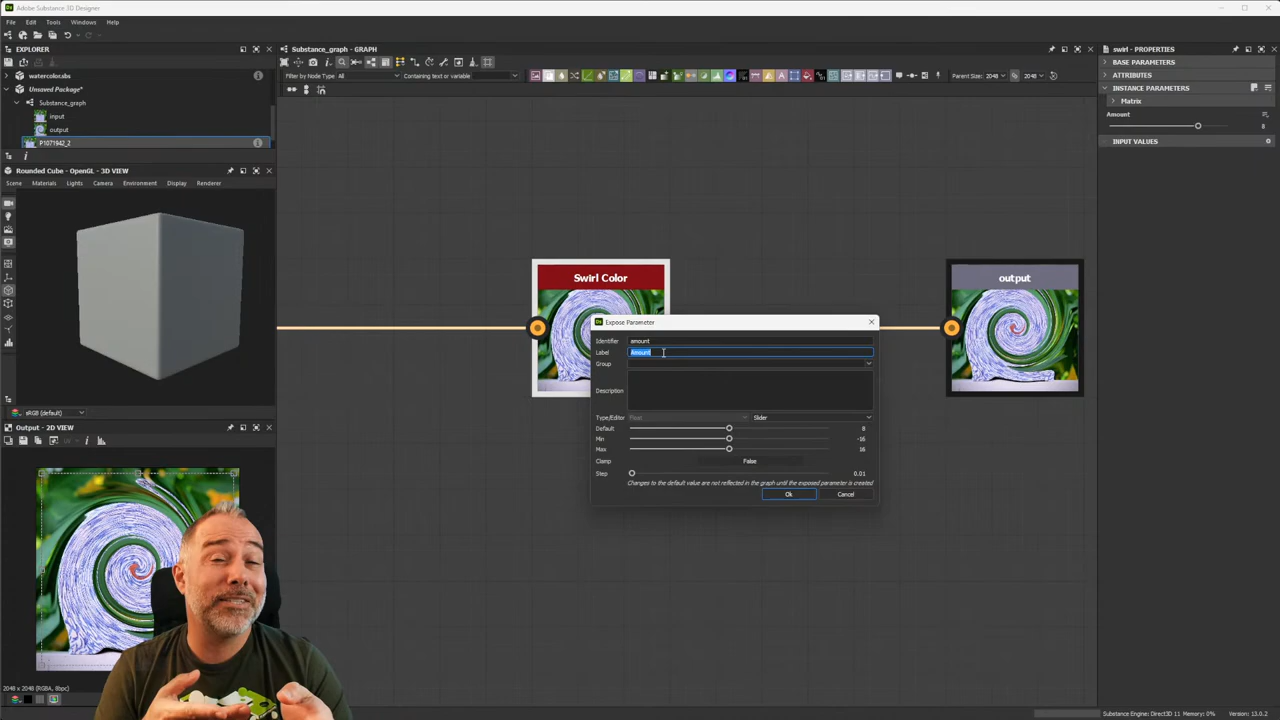 Adobe Substance 3D Designer
File Edit Tools Windows Help
EXPLORER
watercolor.sbs
Unsaved Package*
Substance_graph
input
output
P1071942_2
Rounded Cube - OpenGL - 3D VIEW
Scene Materials Lights Camera Environment Display Renderer
sRGB (default)
Output - 2D VIEW
2048 x 2048 (RGBA, 8bpc)
Substance_graph - GRAPH
Filter by Node Type All Containing text or variable
Parent Size: 2048 2048
Swirl Color
output
Expose Parameter
Identifier amount
Label Amount
Group
Description
Type/Editor Float Slider
Default 8
Min -16
Max 16
Clamp False
Step 0.01
Changes to the default value are not reflected in the graph until the exposed parameter is created
Ok Cancel
swirl - PROPERTIES
BASE PARAMETERS
ATTRIBUTES
INSTANCE PARAMETERS
Matrix
Amount
8
INPUT VALUES
Substance Engine: Direct3D 11 Memory: 0% Version: 13.0.2